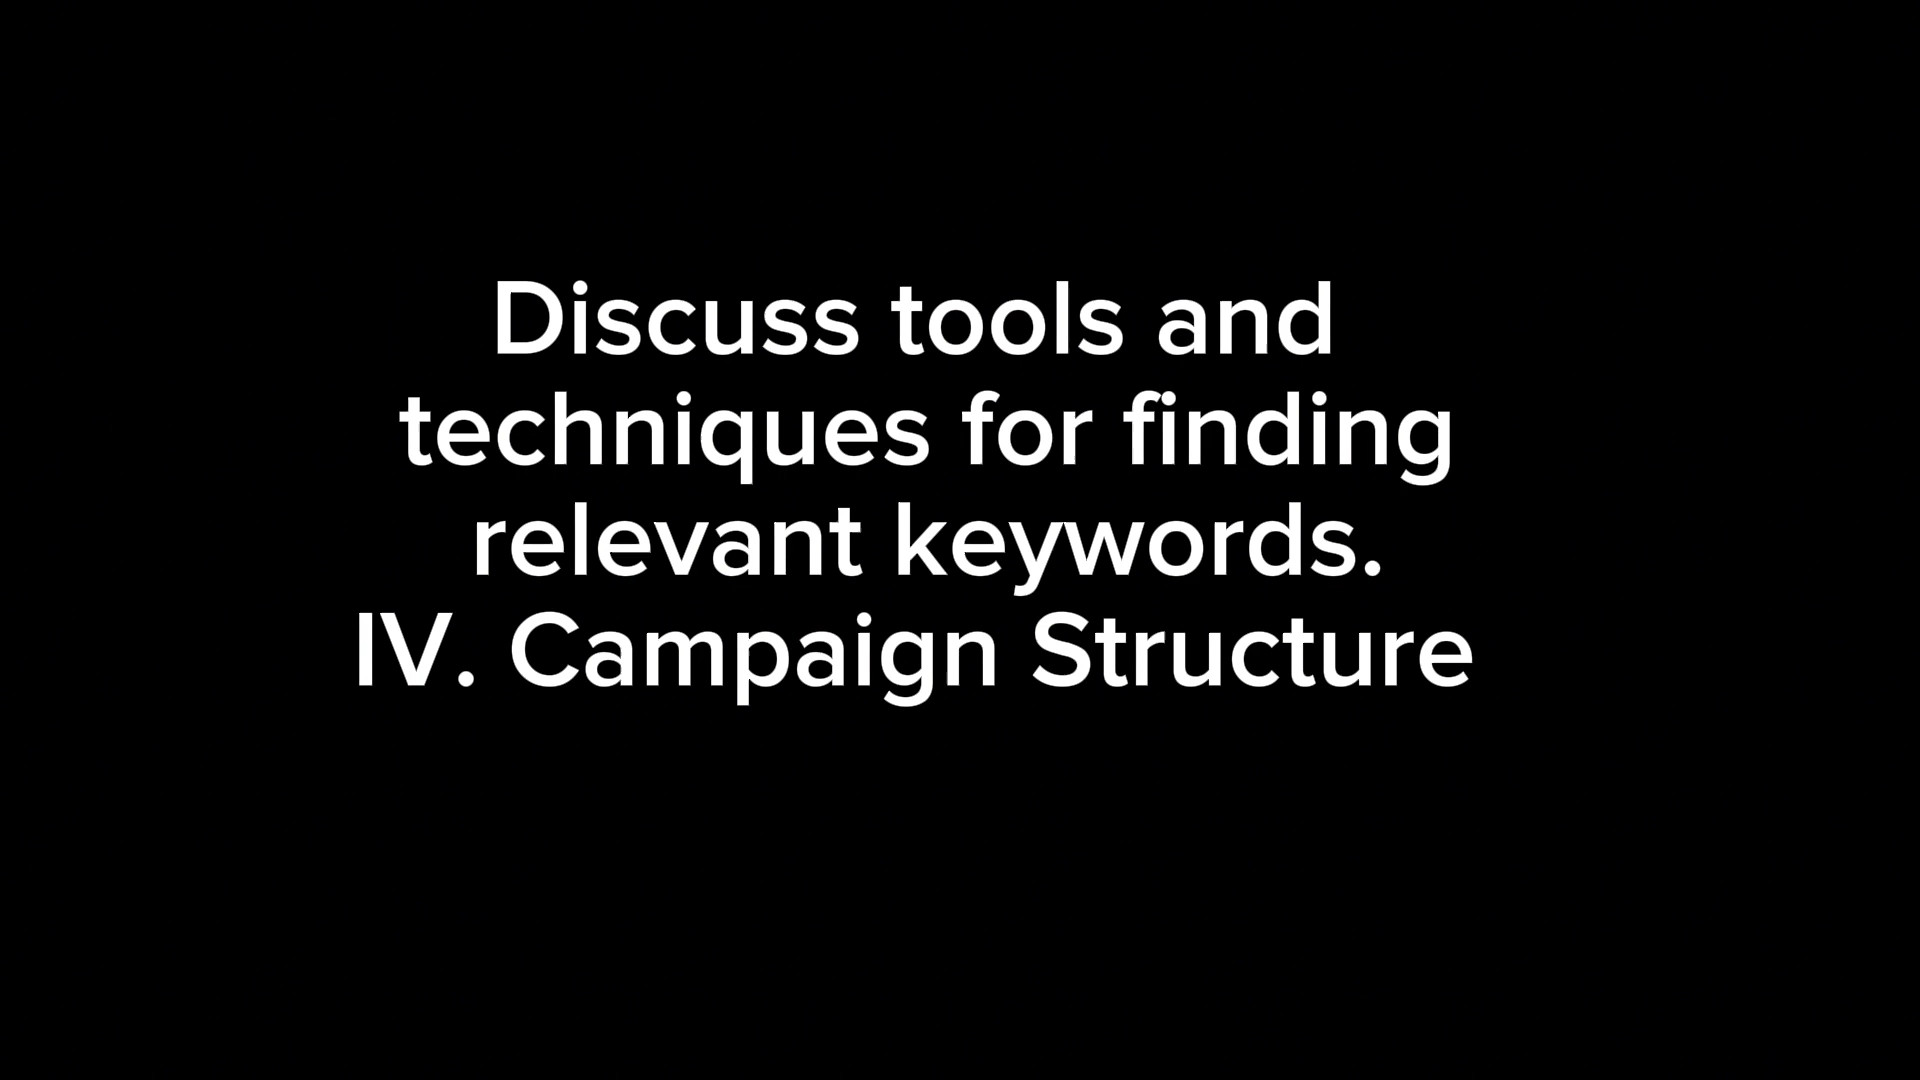 Discuss tools and
techniques for finding
relevant keywords.
IV. Campaign Structure